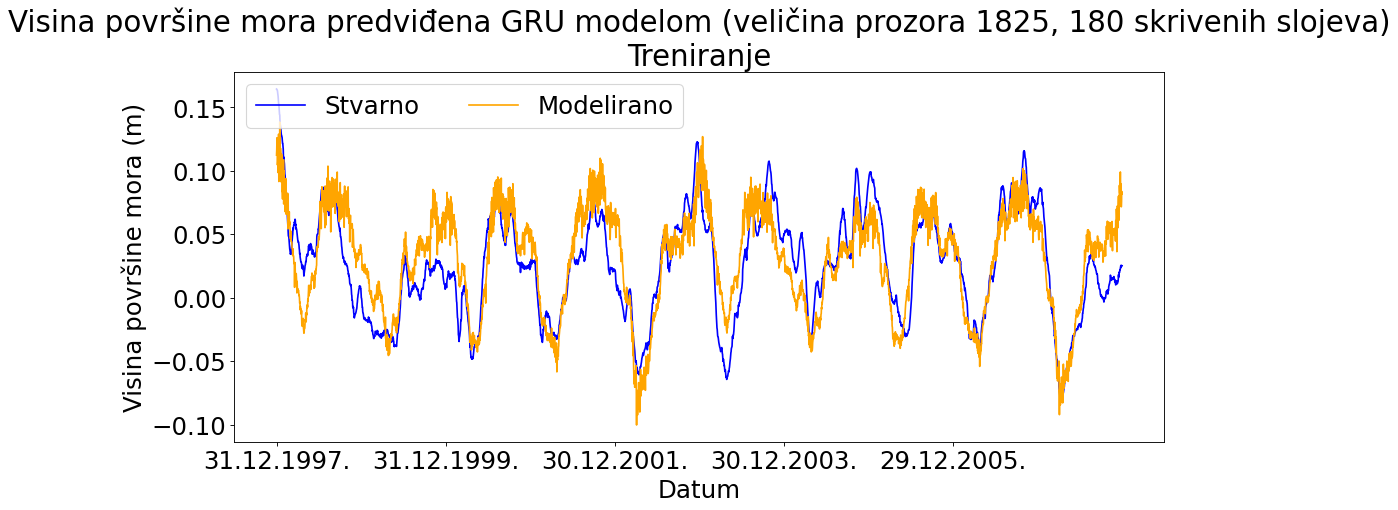 Visina površine mora predviđena GRU modelom (veličina prozora 1825, 180 skrivenih slojeva)
Treniranje
Stvarno
Modelirano
Visina površine mora (m)
0.15
0.10
0.05
0.00
−0.05
−0.10
31.12.1997.
31.12.1999.
30.12.2001.
30.12.2003.
29.12.2005.
Datum